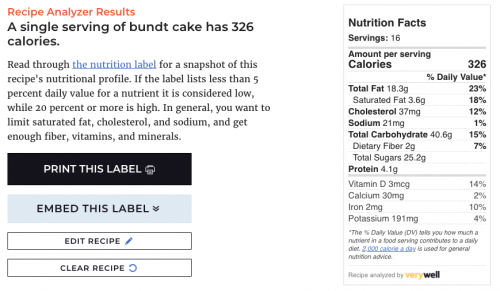 Recipe Analyzer Results
A single serving of bundt cake has 326
calories.
Read through the nutrition label for a snapshot of this
recipe's nutritional profile. If the label lists less than 5
percent daily value for a nutrient it is considered low,
while 20 percent or more is high. In general, you want to
limit saturated fat, cholesterol, and sodium, and get
enough fiber, vitamins, and minerals.
PRINT THIS LABEL
EMBED THIS LABEL
EDIT RECIPE
CLEAR RECIPE
Nutrition Facts
Servings: 16
Amount per serving
Calories 326
% Daily Value*
Total Fat 18.3g 23%
Saturated Fat 3.6g 18%
Cholesterol 37mg 12%
Sodium 21mg 1%
Total Carbohydrate 40.6g 15%
Dietary Fiber 2g 7%
Total Sugars 25.2g
Protein 4.1g
Vitamin D 3mcg 14%
Calcium 30mg 2%
Iron 2mg 10%
Potassium 191mg 4%
*The % Daily Value (DV) tells you how much a
nutrient in a food serving contributes to a daily
diet. 2,000 calorie a day is used for general
nutrition advice.
Recipe analyzed by verywell